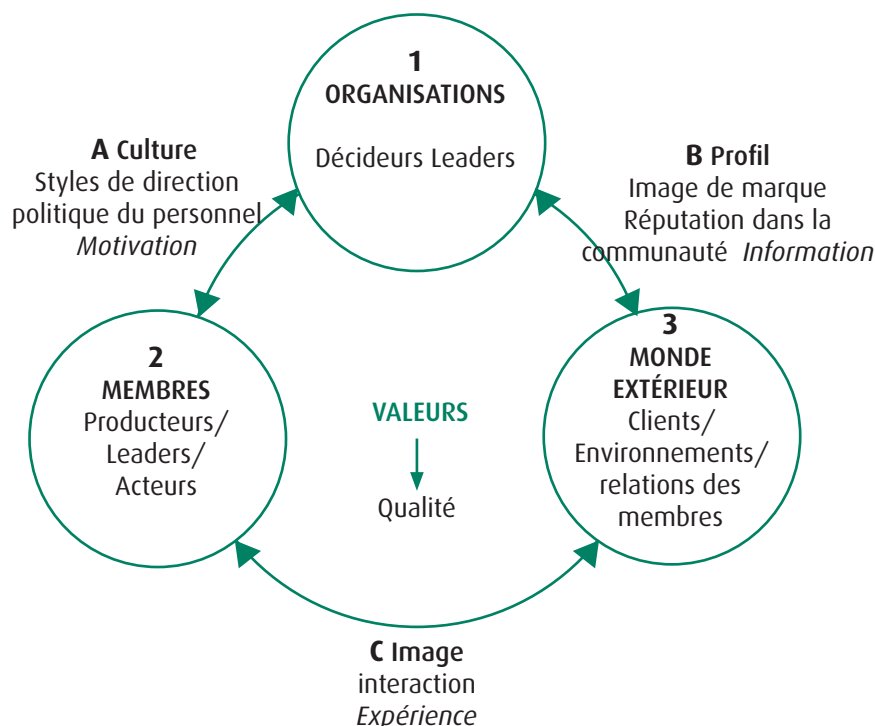 1
ORGANISATIONS
Décideurs Leaders
A Culture
Styles de direction
politique du personnel
Motivation
B Profil
Image de marque
Réputation dans la
communauté Information
2
MEMBRES
Producteurs/
Leaders/
Acteurs
VALEURS
Qualité
3
MONDE
EXTÉRIEUR
Clients/
Environnements/
relations des
membres
C Image
interaction
Expérience